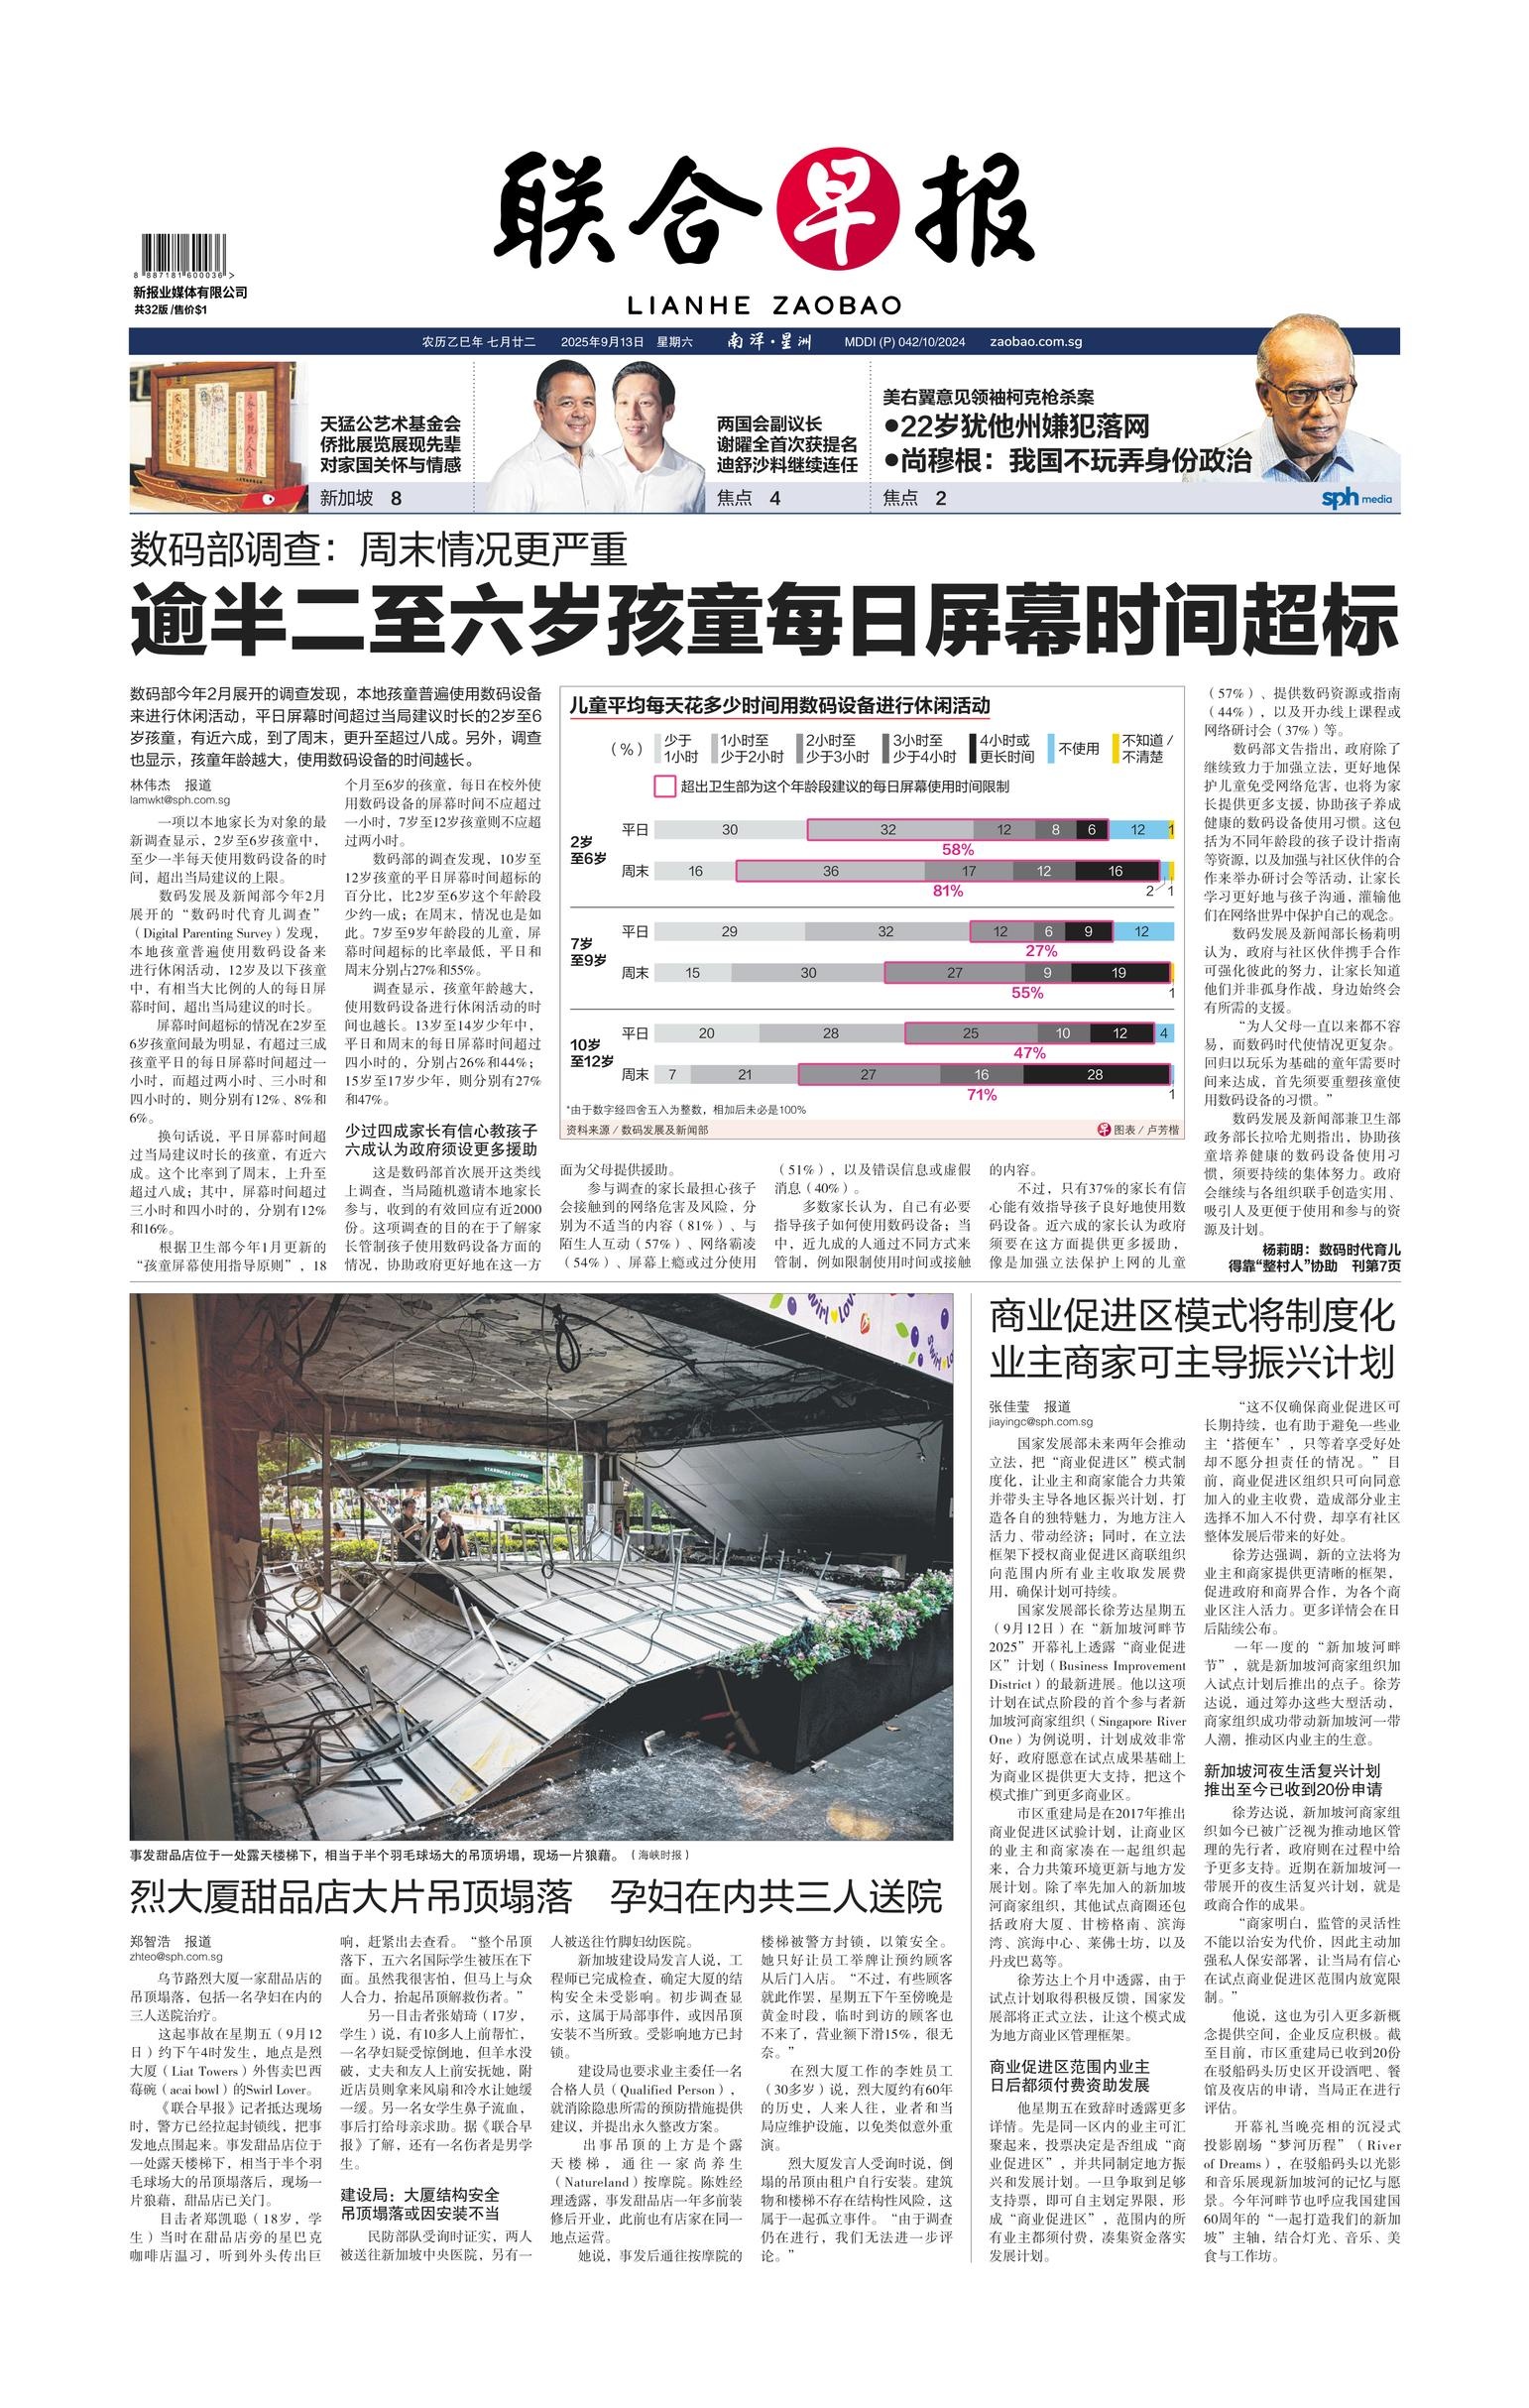 联合早报
LIANHE ZAOBAO
8 887181 600036 >
新报业媒体有限公司
共32版 /售价$1
农历乙巳年 七月廿二 2025年9月13日 星期六 南洋·星洲 MDDI (P) 042/10/2024 zaobao.com.sg
天猛公艺术基金会
侨批展览展现先辈
对家国关怀与情感
新加坡 8
两国会副议长
谢曜全首次获提名
迪舒沙料继续连任
焦点 4
美右翼意见领袖柯克枪杀案
●22岁犹他州嫌犯落网
●尚穆根：我国不玩弄身份政治
焦点 2
sph media
数码部调查：周末情况更严重
逾半二至六岁孩童每日屏幕时间超标
数码部今年2月展开的调查发现，本地孩童普遍使用数码设备
来进行休闲活动，平日屏幕时间超过当局建议时长的2岁至6
岁孩童，有近六成，到了周末，更升至超过八成。另外，调查
也显示，孩童年龄越大，使用数码设备的时间越长。
林伟杰 报道
lamwkt@sph.com.sg
一项以本地家长为对象的最
新调查显示，2岁至6岁孩童中，
至少一半每天使用数码设备的时
间，超出当局建议的上限。
数码发展及新闻部今年2月
展开的“数码时代育儿调查”
（Digital Parenting Survey）发现，
本地孩童普遍使用数码设备来
进行休闲活动，12岁及以下孩童
中，有相当大比例的人的每日屏
幕时间，超出当局建议的时长。
屏幕时间超标的情况在2岁至
6岁孩童间最为明显，有超过三成
孩童平日的每日屏幕时间超过一
小时，而超过两小时、三小时和
四小时的，则分别有12%、8%和
6%。
换句话说，平日屏幕时间超
过当局建议时长的孩童，有近六
成。这个比率到了周末，上升至
超过八成；其中，屏幕时间超过
三小时和四小时的，分别有12%
和16%。
根据卫生部今年1月更新的
“孩童屏幕使用指导原则”，18
个月至6岁的孩童，每日在校外使
用数码设备的屏幕时间不应超过
一小时，7岁至12岁孩童则不应超
过两小时。
数码部的调查发现，10岁至
12岁孩童的平日屏幕时间超标的
百分比，比2岁至6岁这个年龄段
少约一成；在周末，情况也是如
此。7岁至9岁年龄段的儿童，屏
幕时间超标的比率最低，平日和
周末分别占27%和55%。
调查显示，孩童年龄越大，
使用数码设备进行休闲活动的时
间也越长。13岁至14岁少年中，
平日和周末的每日屏幕时间超过
四小时的，分别占26%和44%；
15岁至17岁少年，则分别有27%
和47%。
少过四成家长有信心教孩子
六成认为政府须设更多援助
这是数码部首次展开这类线
上调查，当局随机邀请本地家长
参与，收到的有效回应有近2000
份。这项调查的目的在于了解家
长管制孩子使用数码设备方面的
情况，协助政府更好地在这一方
儿童平均每天花多少时间用数码设备进行休闲活动
（%） 少于1小时 1小时至少于2小时 2小时至少于3小时 3小时至少于4小时 4小时或更长时间 不使用 不知道／不清楚
超出卫生部为这个年龄段建议的每日屏幕使用时间限制
2岁至6岁
平日 30 32 12 8 6 12 1
58%
周末 16 36 17 12 16 2 1
81%
7岁至9岁
平日 29 32 12 6 9 12
27%
周末 15 30 27 9 19 1
55%
10岁至12岁
平日 20 28 25 10 12 4
47%
周末 7 21 27 16 28 1
71%
*由于数字经四舍五入为整数，相加后未必是100%
资料来源／数码发展及新闻部 早 图表／卢芳楷
面为父母提供援助。
参与调查的家长最担心孩子
会接触到的网络危害及风险，分
别为不适当的内容（81%）、与
陌生人互动（57%）、网络霸凌
（54%）、屏幕上瘾或过分使用
（51%），以及错误信息或虚假
消息（40%）。
多数家长认为，自己有必要
指导孩子如何使用数码设备；当
中，近九成的人通过不同方式来
管制，例如限制使用时间或接触
的内容。
不过，只有37%的家长有信
心能有效指导孩子良好地使用数
码设备。近六成的家长认为政府
须要在这方面提供更多援助，
像是加强立法保护上网的儿童
（57%）、提供数码资源或指南
（44%），以及开办线上课程或
网络研讨会（37%）等。
数码部文告指出，政府除了
继续致力于加强立法，更好地保
护儿童免受网络危害，也将为家
长提供更多支援，协助孩子养成
健康的数码设备使用习惯。这包
括为不同年龄段的孩子设计指南
等资源，以及加强与社区伙伴的合
作来举办研讨会等活动，让家长
学习更好地与孩子沟通，灌输他
们在网络世界中保护自己的观念。
数码发展及新闻部长杨莉明
认为，政府与社区伙伴携手合作
可强化彼此的努力，让家长知道
他们并非孤身作战，身边始终会
有所需的支援。
“为人父母一直以来都不容
易，而数码时代使情况更复杂。
回归以玩乐为基础的童年需要时
间来达成，首先须要重塑孩童使
用数码设备的习惯。”
数码发展及新闻部兼卫生部
政务部长拉哈尤则指出，协助孩
童培养健康的数码设备使用习
惯，须要持续的集体努力。政府
会继续与各组织联手创造实用、
吸引人及更便于使用和参与的资
源及计划。
杨莉明：数码时代育儿
得靠“整村人”协助 刊第7页
Swirl Lov
STARBUCKS COFFEE
事发甜品店位于一处露天楼梯下，相当于半个羽毛球场大的吊顶坍塌，现场一片狼藉。（海峡时报）
烈大厦甜品店大片吊顶塌落 孕妇在内共三人送院
郑智浩 报道
zhteo@sph.com.sg
乌节路烈大厦一家甜品店的
吊顶塌落，包括一名孕妇在内的
三人送院治疗。
这起事故在星期五（9月12
日）约下午4时发生，地点是烈
大厦（Liat Towers）外售卖巴西
莓碗（acai bowl）的Swirl Lover。
《联合早报》记者抵达现场
时，警方已经拉起封锁线，把事
发地点围起来。事发甜品店位于
一处露天楼梯下，相当于半个羽
毛球场大的吊顶塌落后，现场一
片狼藉，甜品店已关门。
目击者郑凯聪（18岁，学
生）当时在甜品店旁的星巴克
咖啡店温习，听到外头传出巨
响，赶紧出去查看。“整个吊顶
落下，五六名国际学生被压在下
面。虽然我很害怕，但马上与众
人合力，抬起吊顶解救伤者。”
另一目击者张婧琦（17岁，
学生）说，有10多人上前帮忙，
一名孕妇疑受惊倒地，但羊水没
破，丈夫和友人上前安抚她，附
近店员则拿来风扇和冷水让她缓
一缓。另一名女学生鼻子流血，
事后打给母亲求助。据《联合早
报》了解，还有一名伤者是男学
生。
建设局：大厦结构安全
吊顶塌落或因安装不当
民防部队受询时证实，两人
被送往新加坡中央医院，另有一
人被送往竹脚妇幼医院。
新加坡建设局发言人说，工
程师已完成检查，确定大厦的结
构安全未受影响。初步调查显
示，这属于局部事件，或因吊顶
安装不当所致。受影响地方已封
锁。
建设局也要求业主委任一名
合格人员（Qualified Person），
就消除隐患所需的预防措施提供
建议，并提出永久整改方案。
出事吊顶的上方是个露
天楼梯，通往一家尚养生
（Natureland）按摩院。陈姓经
理透露，事发甜品店一年多前装
修后开业，此前也有店家在同一
地点运营。
她说，事发后通往按摩院的
楼梯被警方封锁，以策安全。
她只好让员工举牌让预约顾客
从后门入店。“不过，有些顾客
就此作罢，星期五下午至傍晚是
黄金时段，临时到访的顾客也
不来了，营业额下滑15%，很无
奈。”
在烈大厦工作的李姓员工
（30多岁）说，烈大厦约有60年
的历史，人来人往，业者和当
局应维护设施，以免类似意外重
演。
烈大厦发言人受询时说，倒
塌的吊顶由租户自行安装。建筑
物和楼梯不存在结构性风险，这
属于一起孤立事件。“由于调查
仍在进行，我们无法进一步评
论。”
商业促进区模式将制度化
业主商家可主导振兴计划
张佳莹 报道
jiayingc@sph.com.sg
国家发展部未来两年会推动
立法，把“商业促进区”模式制
度化，让业主和商家能合力共策
并带头主导各地区振兴计划，打
造各自的独特魅力，为地方注入
活力、带动经济；同时，在立法
框架下授权商业促进区商联组织
向范围内所有业主收取发展费
用，确保计划可持续。
国家发展部长徐芳达星期五
（9月12日）在“新加坡河畔节
2025”开幕礼上透露“商业促进
区”计划（Business Improvement
District）的最新进展。他以这项
计划在试点阶段的首个参与者新
加坡河商家组织（Singapore River
One）为例说明，计划成效非常
好，政府愿意在试点成果基础上
为商业区提供更大支持，把这个
模式推广到更多商业区。
市区重建局是在2017年推出
商业促进区试验计划，让商业区
的业主和商家凑在一起组织起
来，合力共策环境更新与地方发
展计划。除了率先加入的新加坡
河商家组织，其他试点商圈还包
括政府大厦、甘榜格南、滨海
湾、滨海中心、莱佛士坊，以及
丹戎巴葛等。
徐芳达上个月中透露，由于
试点计划取得积极反馈，国家发
展部将正式立法，让这个模式成
为地方商业区管理框架。
商业促进区范围内业主
日后都须付费资助发展
他星期五在致辞时透露更多
详情。先是同一区内的业主可汇
聚起来，投票决定是否组成“商
业促进区”，并共同制定地方振
兴和发展计划。一旦争取到足够
支持票，即可自主划定界限，形
成“商业促进区”，范围内的所
有业主都须付费，凑集资金落实
发展计划。
“这不仅确保商业促进区可
长期持续，也有助于避免一些业
主‘搭便车’，只等着享受好处
却不愿分担责任的情况。”目
前，商业促进区组织只可向同意
加入的业主收费，造成部分业主
选择不加入不付费，却享有社区
整体发展后带来的好处。
徐芳达强调，新的立法将为
业主和商家提供更清晰的框架，
促进政府和商界合作，为各个商
业区注入活力。更多详情会在日
后陆续公布。
一年一度的“新加坡河畔
节”，就是新加坡河商家组织加
入试点计划后推出的点子。徐芳
达说，通过筹办这些大型活动，
商家组织成功带动新加坡河一带
人潮，推动区内业主的生意。
新加坡河夜生活复兴计划
推出至今已收到20份申请
徐芳达说，新加坡河商家组
织如今已被广泛视为推动地区管
理的先行者，政府则在过程中给
予更多支持。近期在新加坡河一
带展开的夜生活复兴计划，就是
政商合作的成果。
“商家明白，监管的灵活性
不能以治安为代价，因此主动加
强私人保安部署，让当局有信心
在试点商业促进区范围内放宽限
制。”
他说，这也为引入更多新概
念提供空间，企业反应积极。截
至目前，市区重建局已收到20份
在驳船码头历史区开设酒吧、餐
馆及夜店的申请，当局正在进行
评估。
开幕礼当晚亮相的沉浸式
投影剧场“梦河历程”（River
of Dreams），在驳船码头以光影
和音乐展现新加坡河的记忆与愿
景。今年河畔节也呼应我国建国
60周年的“一起打造我们的新加
坡”主轴，结合灯光、音乐、美
食与工作坊。